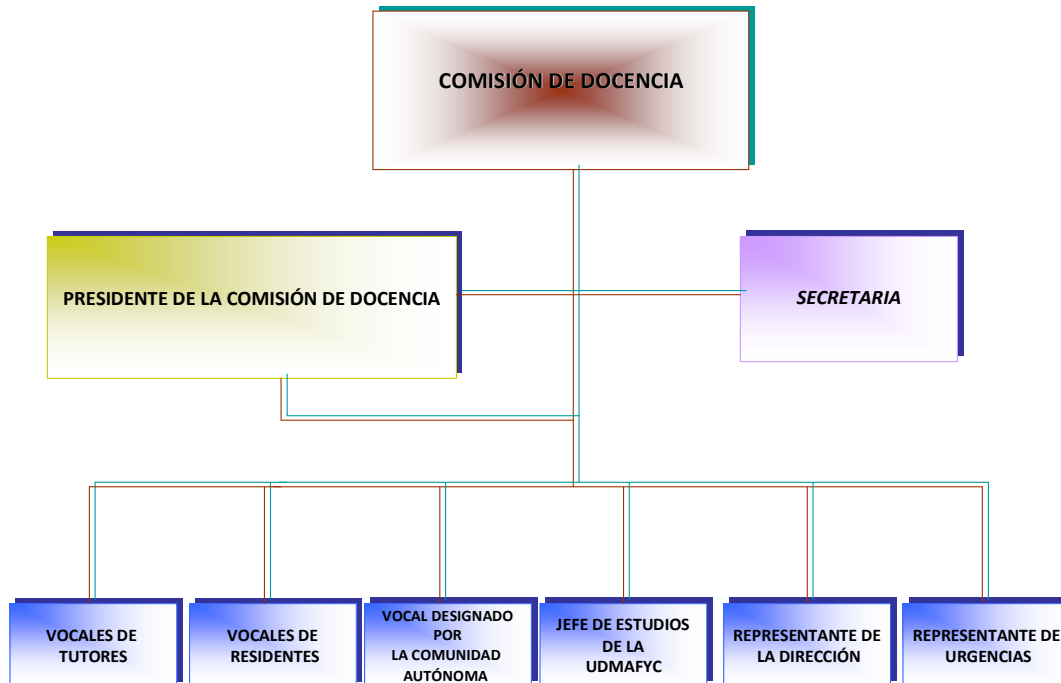 COMISIÓN DE DOCENCIA
PRESIDENTE DE LA COMISIÓN DE DOCENCIA
SECRETARIA
VOCALES DE
TUTORES
VOCALES DE
RESIDENTES
VOCAL DESIGNADO
POR
LA COMUNIDAD
AUTÓNOMA
JEFE DE ESTUDIOS
DE LA
UDMAFYC
REPRESENTANTE DE
LA DIRECCIÓN
REPRESENTANTE DE
URGENCIAS